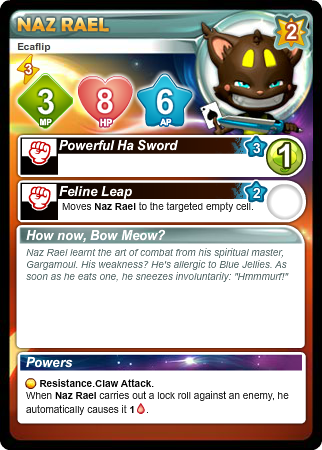 NAZ RAEL
2
Ecaflip
3
3
MP
8
HP
6
AP
Powerful Ha Sword
3
1
Feline Leap
2
Moves Naz Rael to the targeted empty cell.
How now, Bow Meow?
Naz Rael learnt the art of combat from his spiritual master,
Gargamoul. His weakness? He's allergic to Blue Jellies. As
soon as he eats one, he sneezes involuntarily: "Hmmmurf!"
Powers
Resistance.Claw Attack.
When Naz Rael carries out a lock roll against an enemy, he
automatically causes it 1.